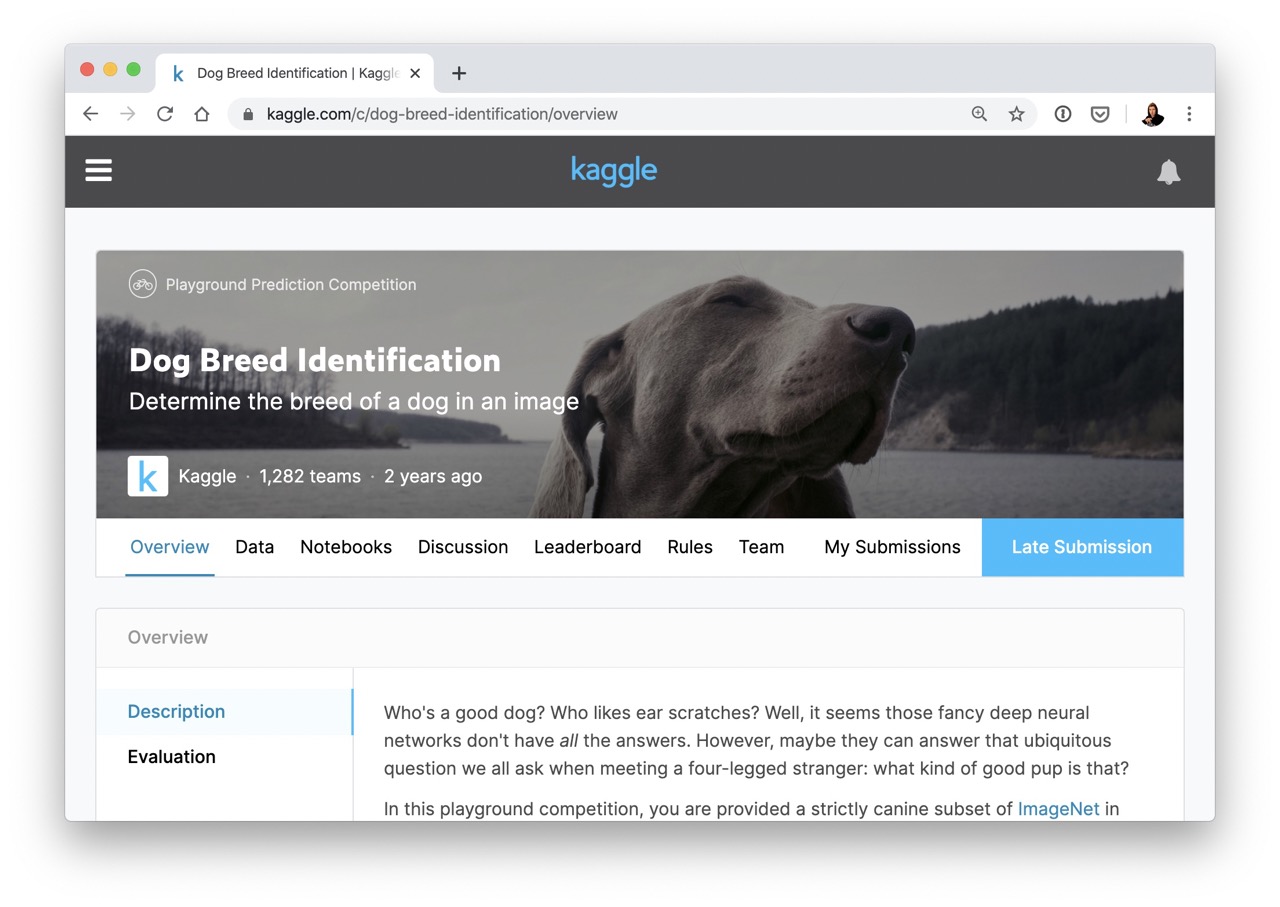 Dog Breed Identification | Kaggle
kaggle.com/c/dog-breed-identification/overview
kaggle
Playground Prediction Competition
Dog Breed Identification
Determine the breed of a dog in an image
k Kaggle · 1,282 teams · 2 years ago
Overview Data Notebooks Discussion Leaderboard Rules Team My Submissions Late Submission
Overview
Description
Evaluation
Who's a good dog? Who likes ear scratches? Well, it seems those fancy deep neural
networks don't have all the answers. However, maybe they can answer that ubiquitous
question we all ask when meeting a four-legged stranger: what kind of good pup is that?
In this playground competition, you are provided a strictly canine subset of ImageNet in